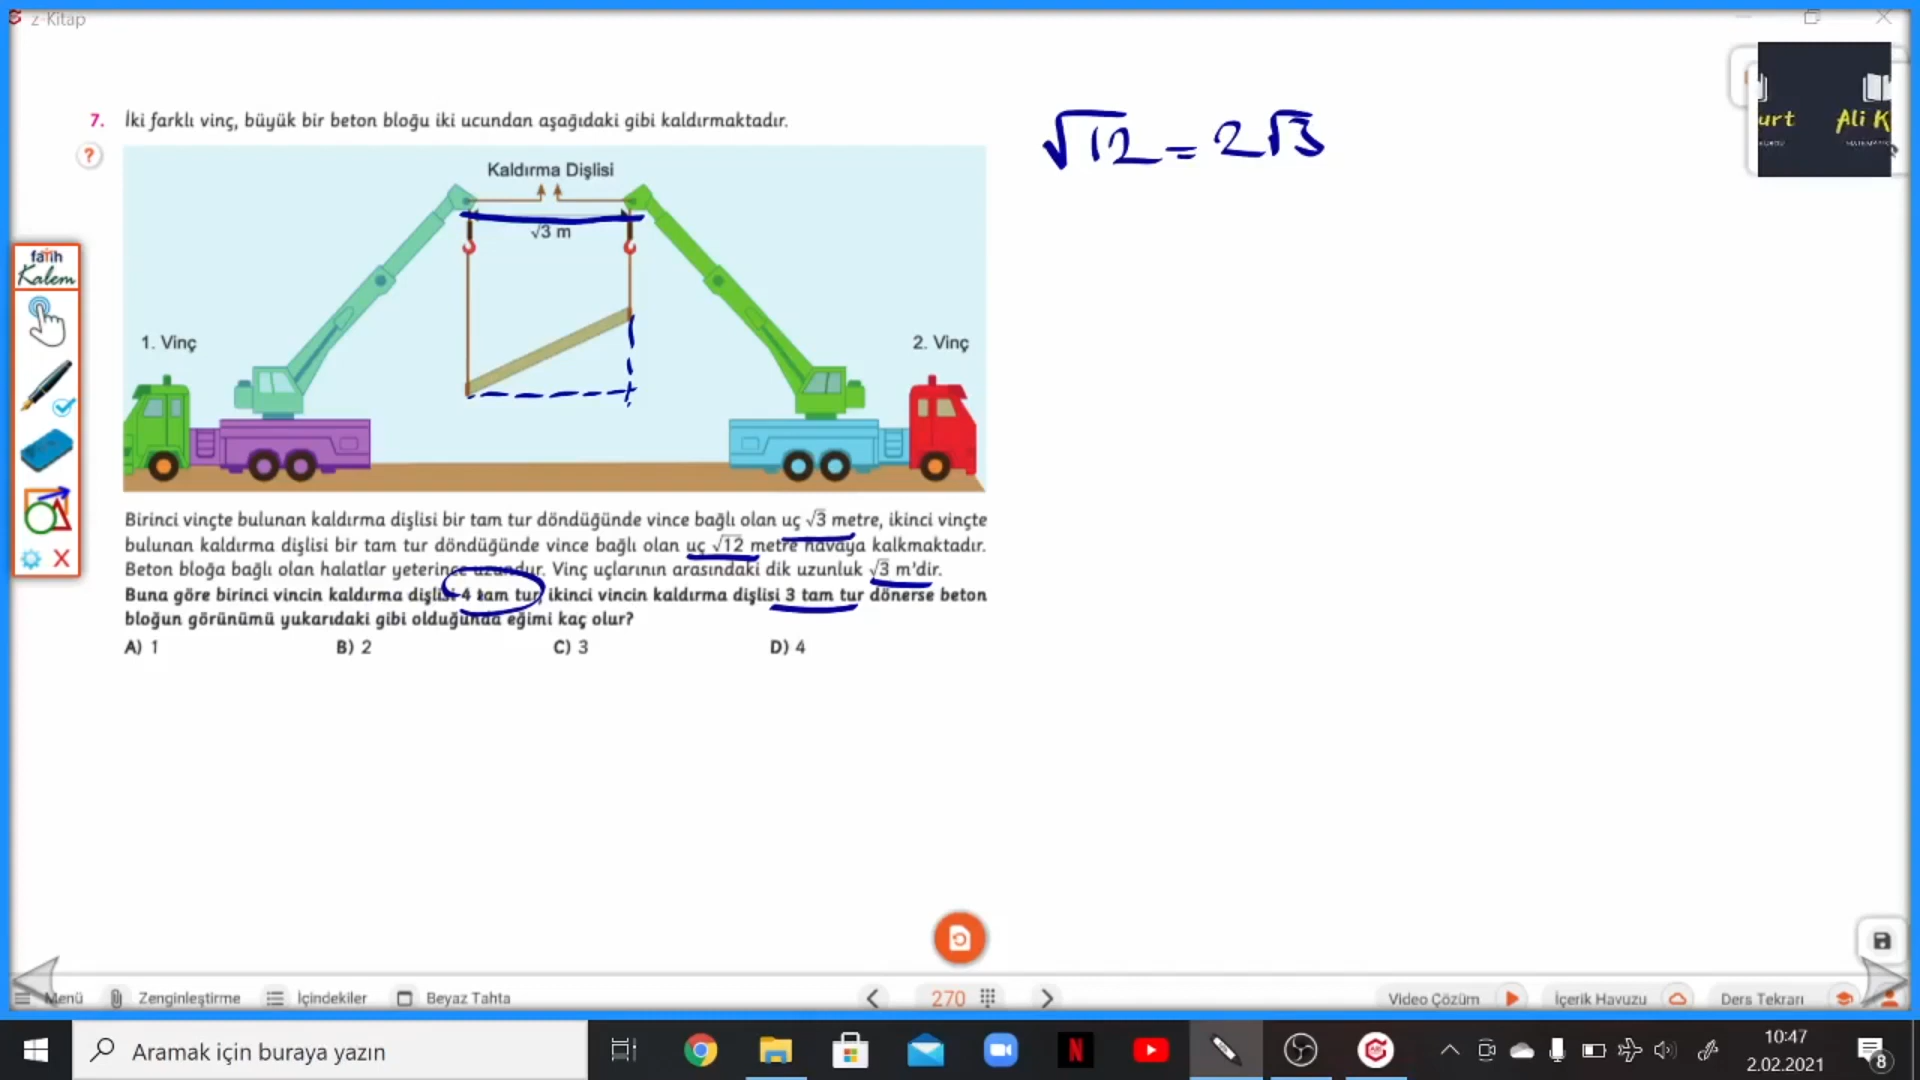 z-Kitap
urt
Ali K
7. İki farklı vinç, büyük bir beton bloğu iki ucundan aşağıdaki gibi kaldırmaktadır.
√12 = 2√3
?
Kaldırma Dişlisi
√3 m
1. Vinç
2. Vinç
fatih
Kalem
Birinci vinçte bulunan kaldırma dişlisi bir tam tur döndüğünde vince bağlı olan uç √3 metre, ikinci vinçte
bulunan kaldırma dişlisi bir tam tur döndüğünde vince bağlı olan uç √12 metre havaya kalkmaktadır.
Beton bloğa bağlı olan halatlar yeterince uzundur. Vinç uçlarının arasındaki dik uzunluk √3 m'dir.
Buna göre birinci vincin kaldırma dişlisi 4 tam tur, ikinci vincin kaldırma dişlisi 3 tam tur dönerse beton
bloğun görünümü yukarıdaki gibi olduğunda eğimi kaç olur?
A) 1 B) 2 C) 3 D) 4
Menü Zenginleştirme İçindekiler Beyaz Tahta 270 Video Çözüm İçerik Havuzu Ders Tekrarı
Aramak için buraya yazın
10:47
2.02.2021
8